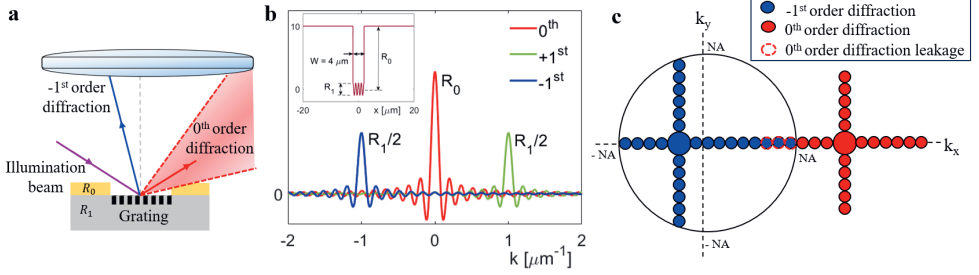 a
-1st order
diffraction
0th order
diffraction
Illumination
beam
R0
R1
Grating
b
10
0
W = 4 μm
R1
R0
-20
0
x [μm]
20
0th
+1st
-1st
R0
R1/2
R1/2
0
-2
-1
0
1
2
k [μm-1]
c
-1st order diffraction
0th order diffraction
0th order diffraction leakage
ky
NA
- NA
NA
kx
- NA